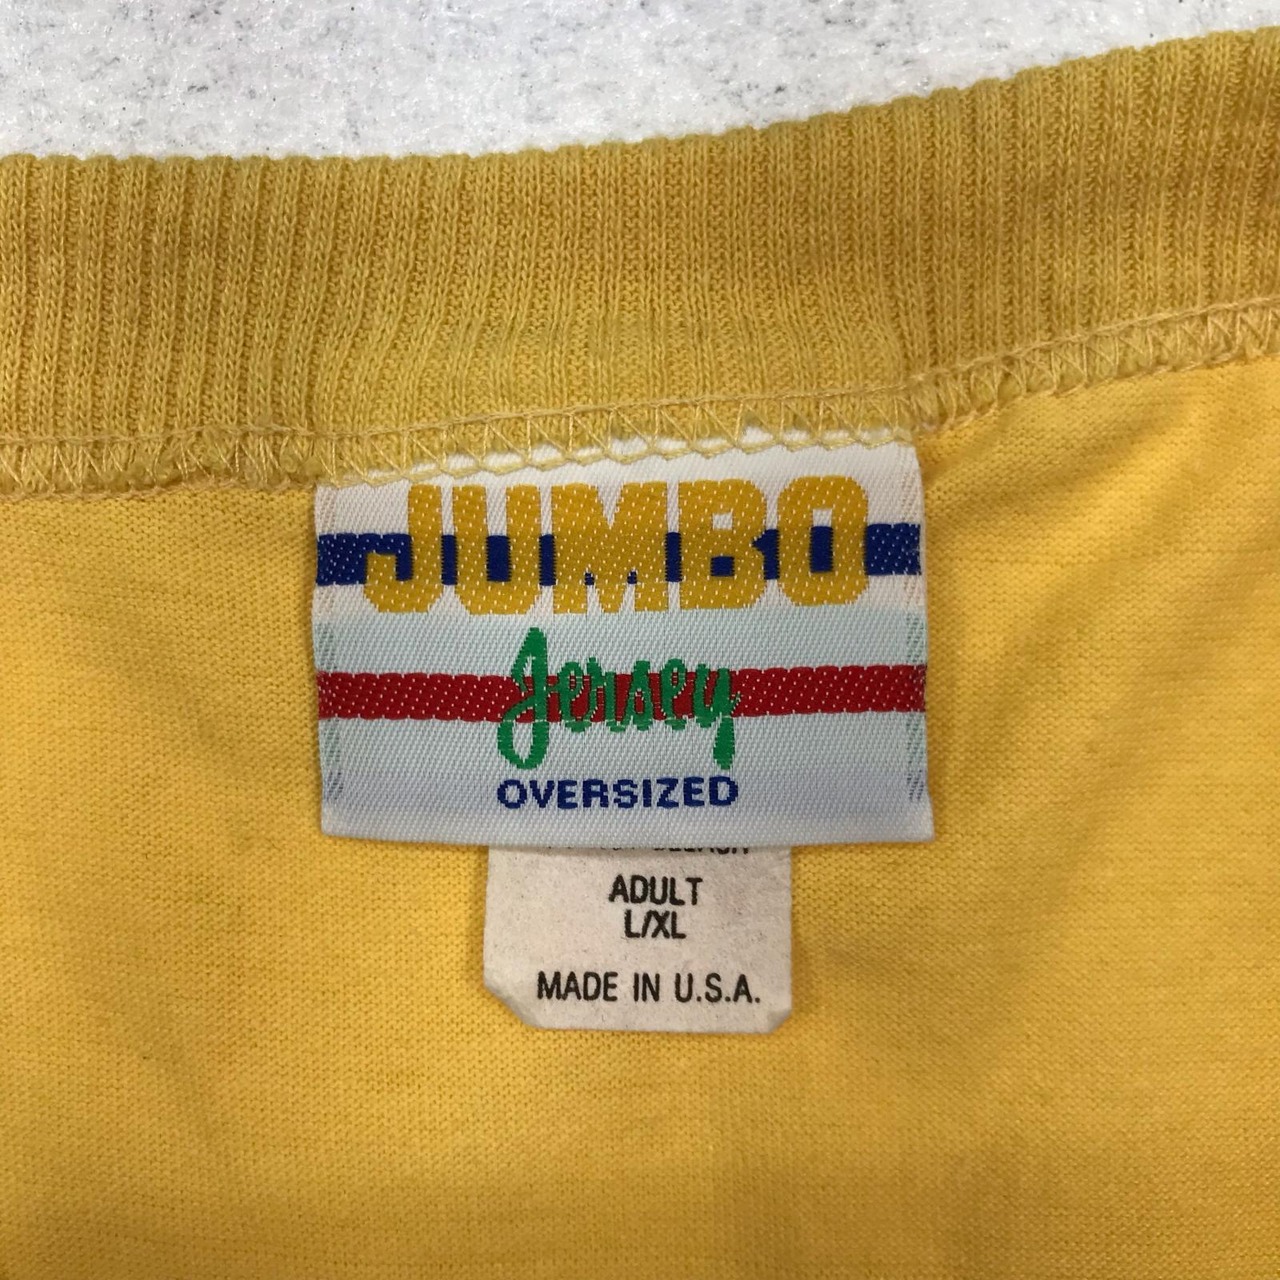 JUMBO
Jersey
OVERSIZED
ADULT
L/XL
MADE IN U.S.A.